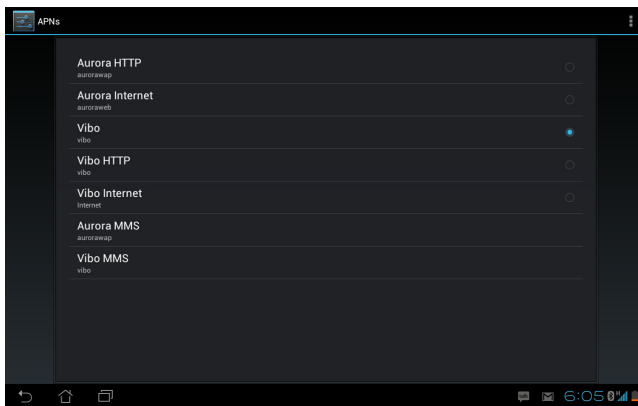 APNs
Aurora HTTP
aurorawap
Aurora Internet
auroraweb
Vibo
vibo
Vibo HTTP
vibo
Vibo Internet
Internet
Aurora MMS
aurorawap
Vibo MMS
vibo
6:05 H